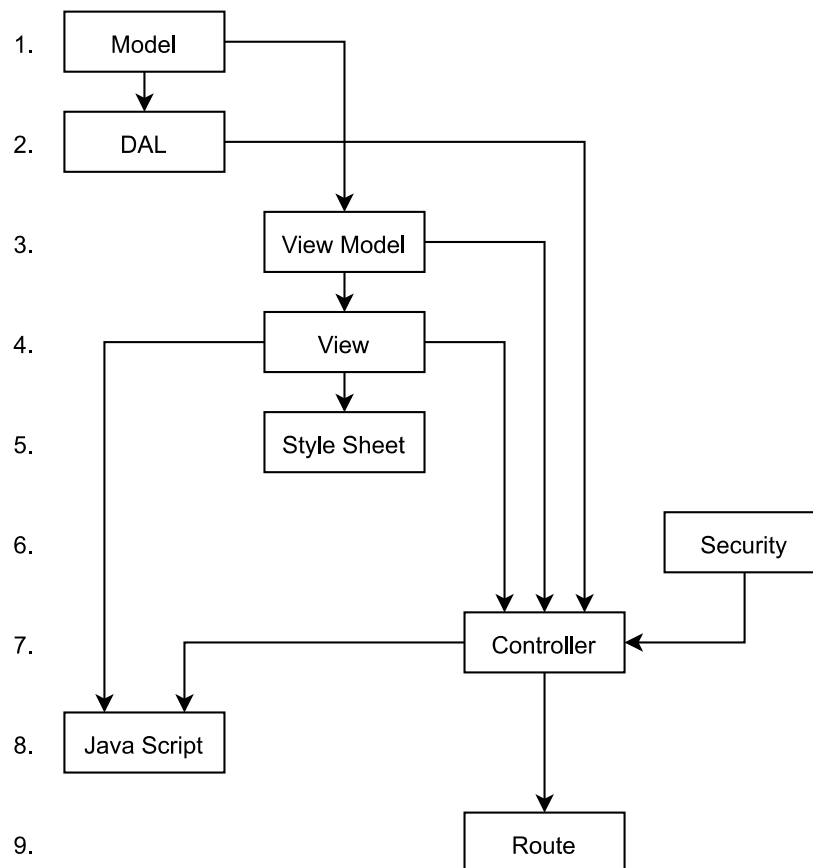 1. Model
2. DAL
3. View Model
4. View
5. Style Sheet
6. Security
7. Controller
8. Java Script
9. Route